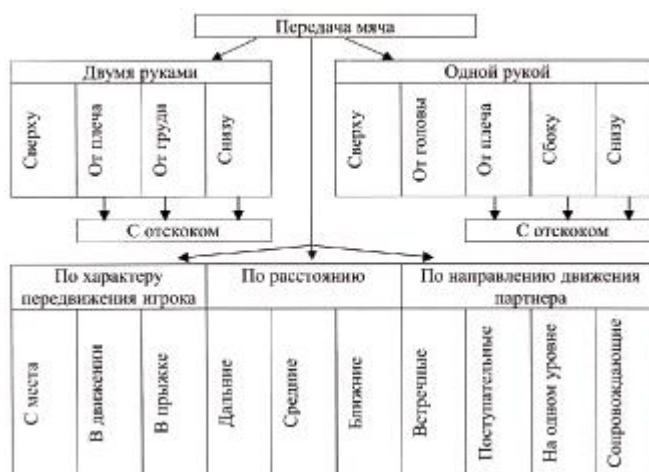 Передача мяча
Двумя руками
Одной рукой
Сверху
От плеча
От груди
Снизу
Сверху
От головы
От плеча
Сбоку
Снизу
С отскоком
С отскоком
По характеру
передвижения игрока
По расстоянию
По направлению движения
партнера
С места
В движении
В прыжке
Дальние
Средние
Ближние
Встречные
Поступательные
На одном уровне
Сопровождающие